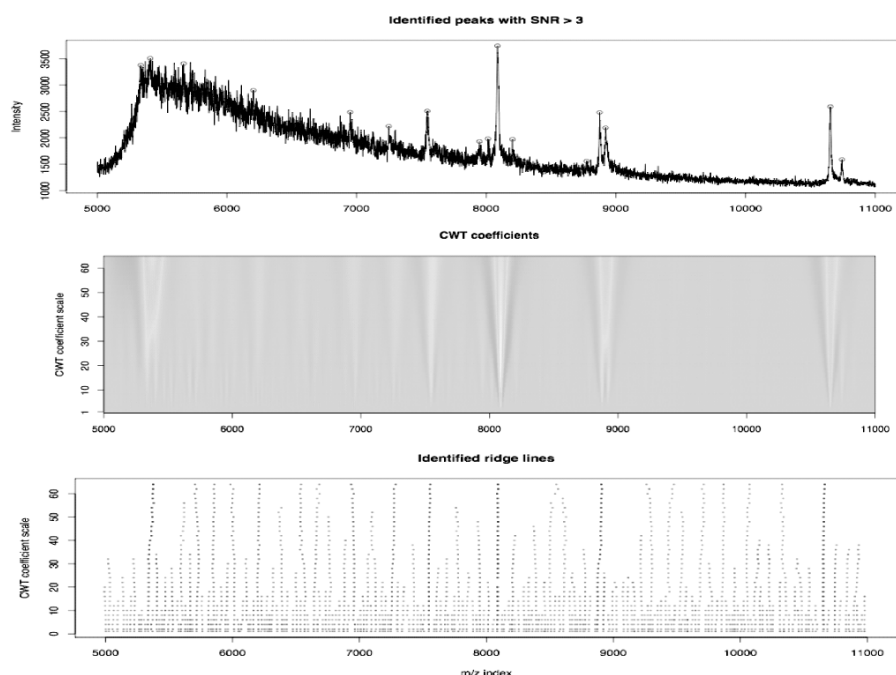 Identified peaks with SNR > 3
Intensity
3500
3000
2500
2000
1500
1000
5000 6000 7000 8000 9000 10000 11000
CWT coefficients
CWT coefficient scale
60
50
40
30
20
10
1
5000 6000 7000 8000 9000 10000 11000
Identified ridge lines
CWT coefficient scale
60
50
40
30
20
10
0
5000 6000 7000 8000 9000 10000 11000
m/z index